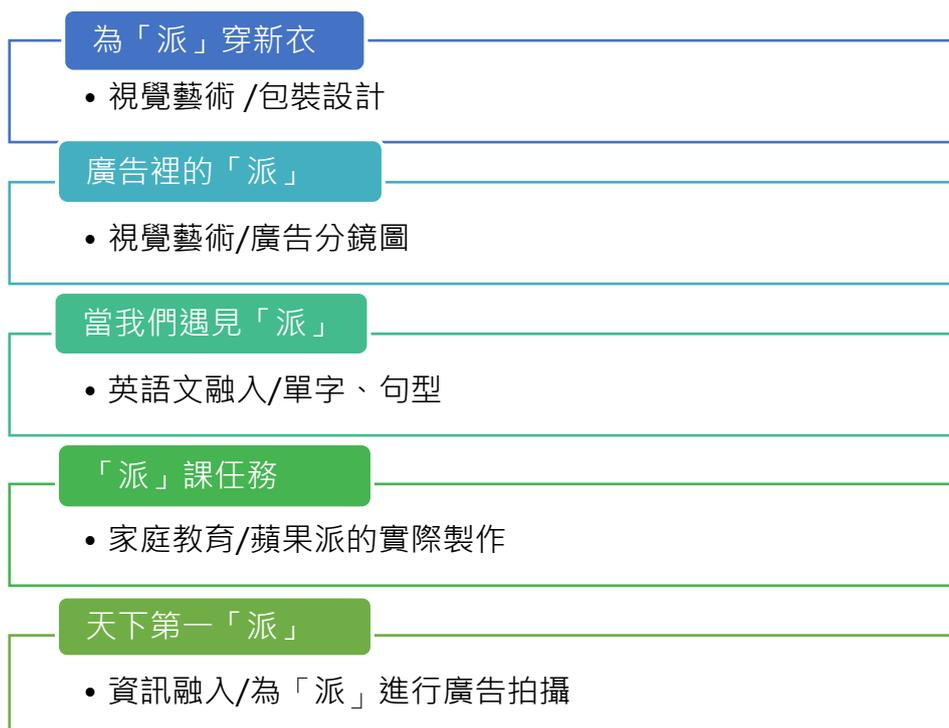 為「派」穿新衣
• 視覺藝術 /包裝設計
廣告裡的「派」
• 視覺藝術/廣告分鏡圖
當我們遇見「派」
• 英語文融入/單字、句型
「派」課任務
• 家庭教育/蘋果派的實際製作
天下第一「派」
• 資訊融入/為「派」進行廣告拍攝